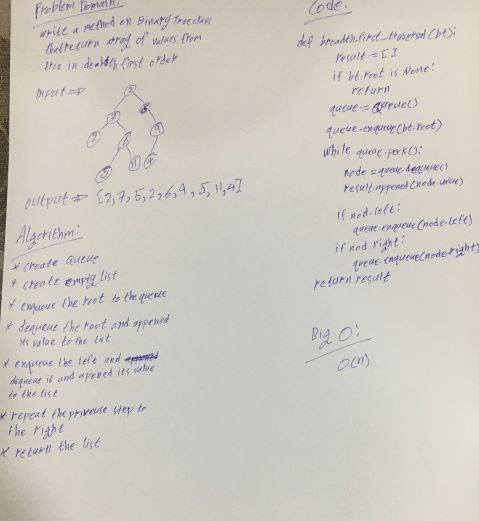 Problem Domain:
write a method on Binary Tree class
that return array of values from
tree in deadth first order
input =>
2
7
5
2
6
9
5
11
4
output => [2,7,5,2,6,9,5,11,4]
Algorithm:
* create queue
* create empty list
* enqueue the root to the queue
* dequeue the root and appened
its value to the list
* enqueue the left and
dequeue it and apened its value
to the list
* repeat the priveuse step to
the right
* return the list
Code:
def breadth_first_traversal(bt):
result = []
if bt.root is None:
return
queue = Queue()
queue.enqueue(bt.root)
while queue.peek():
node = queue.dequeue()
result.appened(node.value)
if nod.left:
queue.enqueue(node.left)
if nod.right:
queue.enqueue(node.right)
return result
Big O:
O(n)